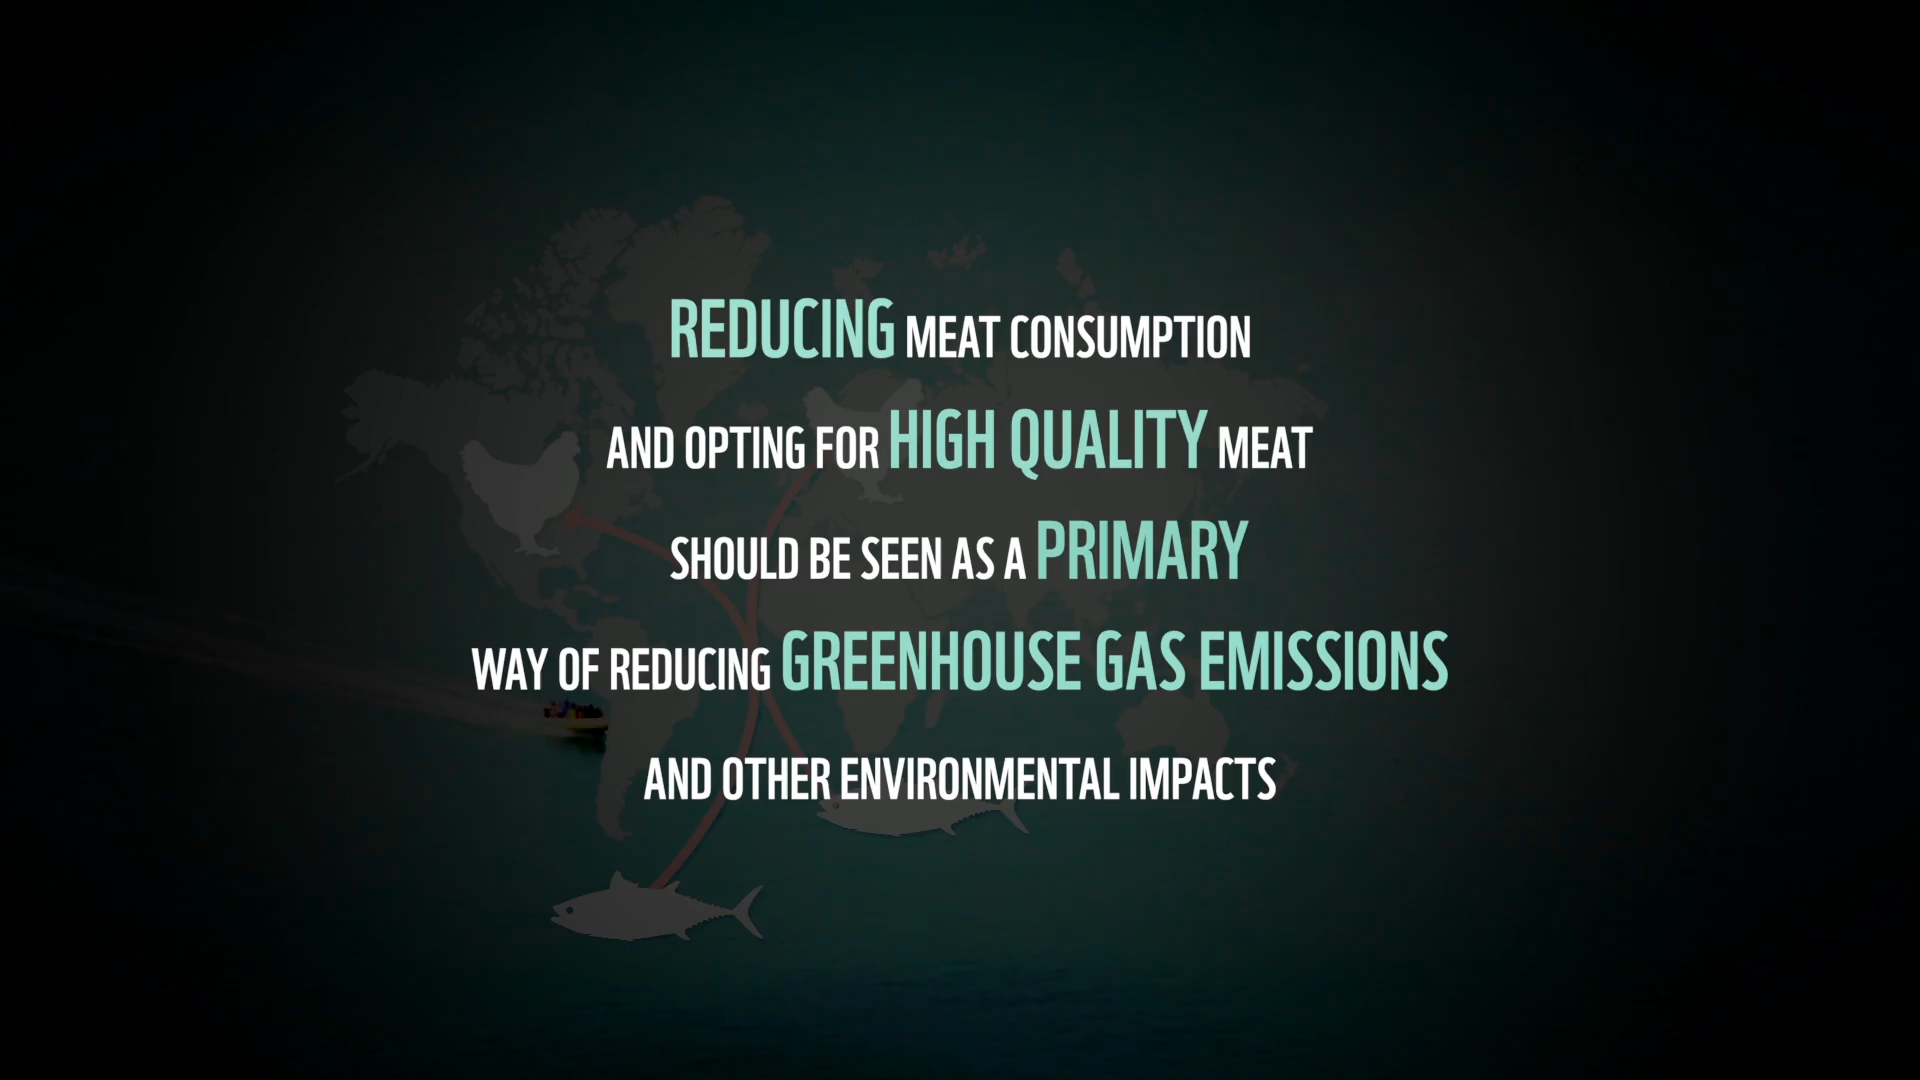 REDUCING MEAT CONSUMPTION
AND OPTING FOR HIGH QUALITY MEAT
SHOULD BE SEEN AS A PRIMARY
WAY OF REDUCING GREENHOUSE GAS EMISSIONS
AND OTHER ENVIRONMENTAL IMPACTS